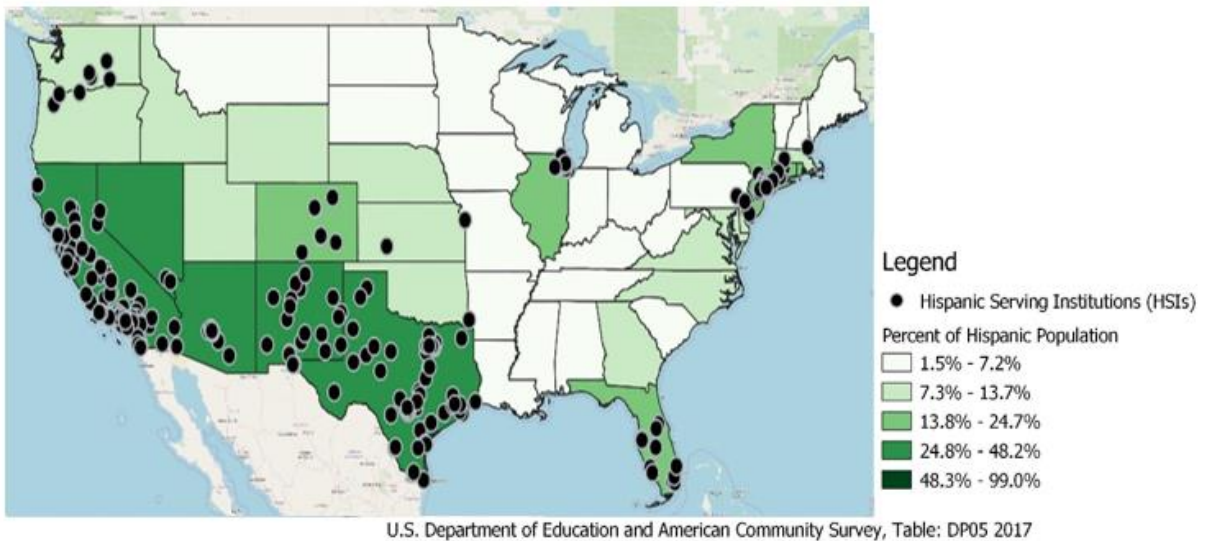 Legend
Hispanic Serving Institutions (HSIs)
Percent of Hispanic Population
1.5% - 7.2%
7.3% - 13.7%
13.8% - 24.7%
24.8% - 48.2%
48.3% - 99.0%
U.S. Department of Education and American Community Survey, Table: DP05 2017